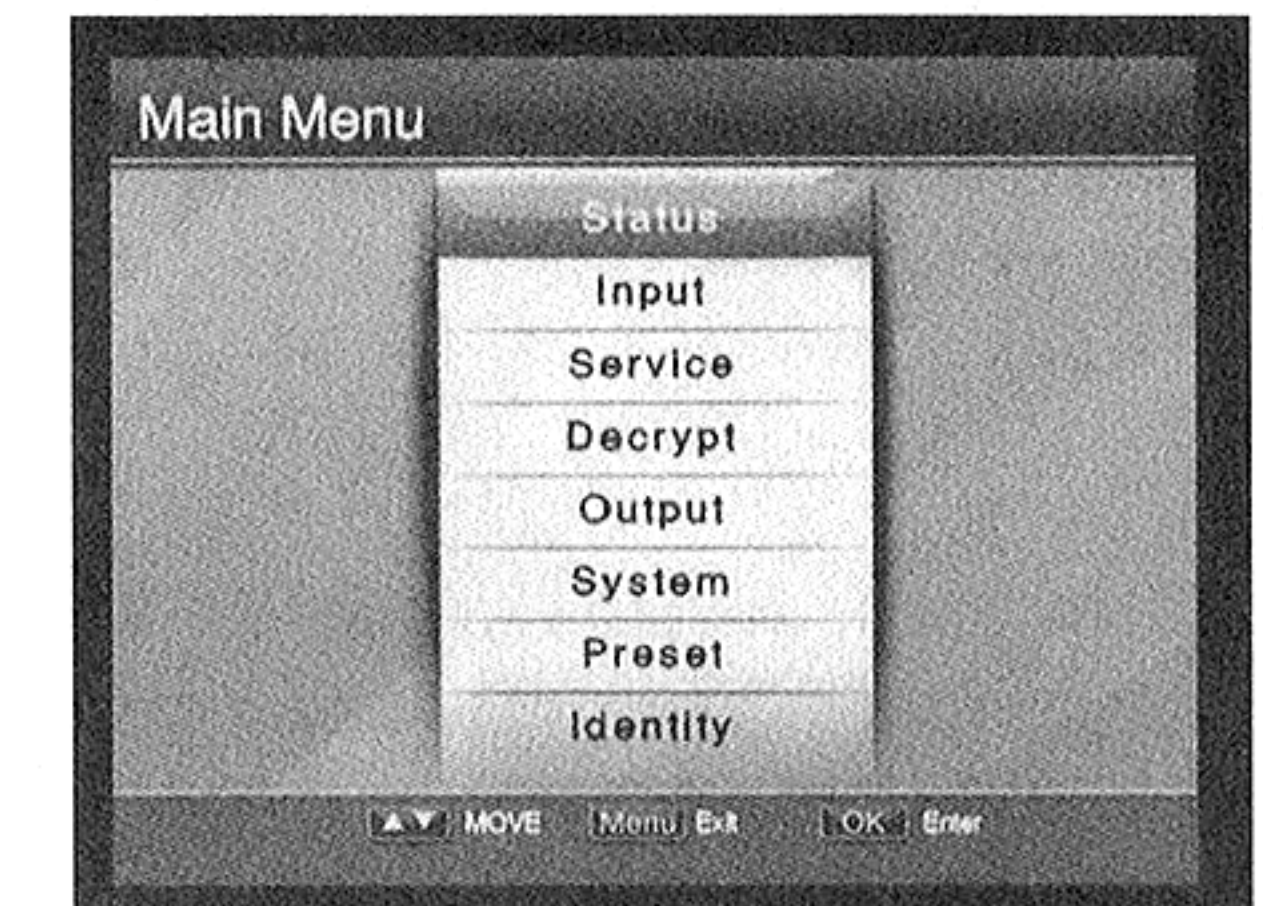 Main Menu
Status
Input
Service
Decrypt
Output
System
Preset
Identity
▲▼ MOVE Menu Exit OK Enter